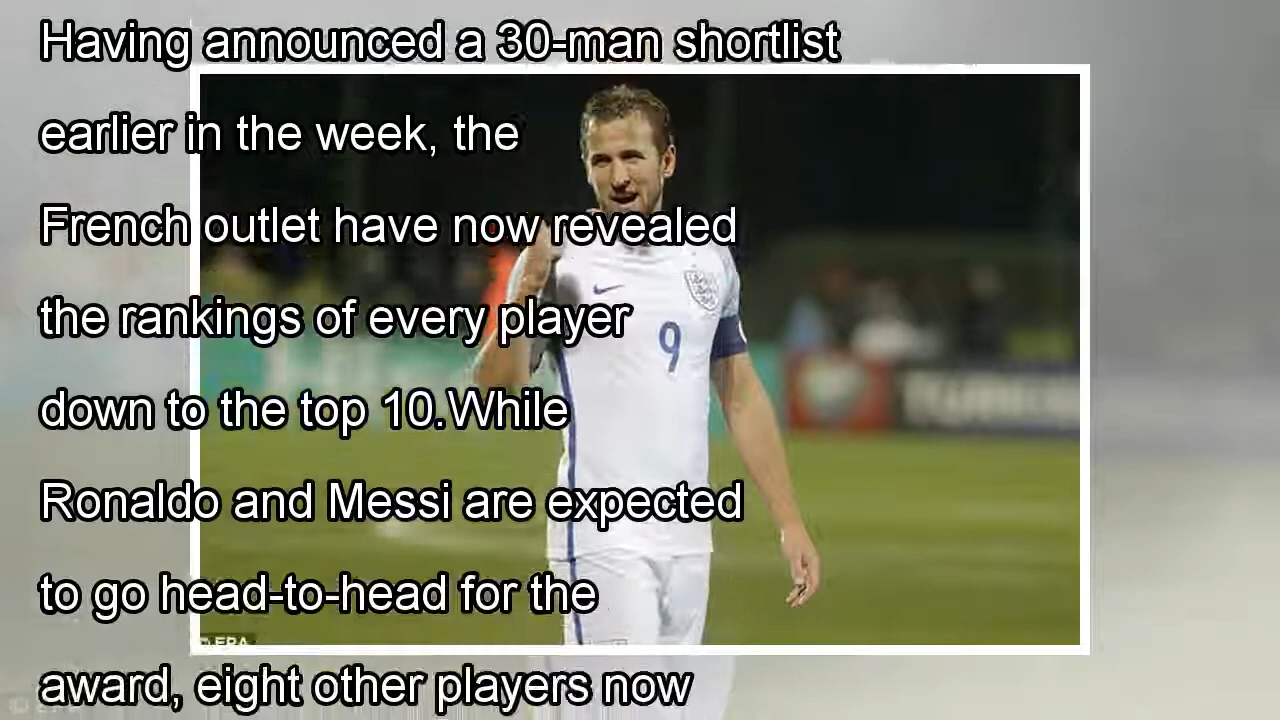 Having announced a 30-man shortlist
earlier in the week, the
French outlet have now revealed
the rankings of every player
down to the top 10.While
Ronaldo and Messi are expected
to go head-to-head for the
award, eight other players now
9
© EPA